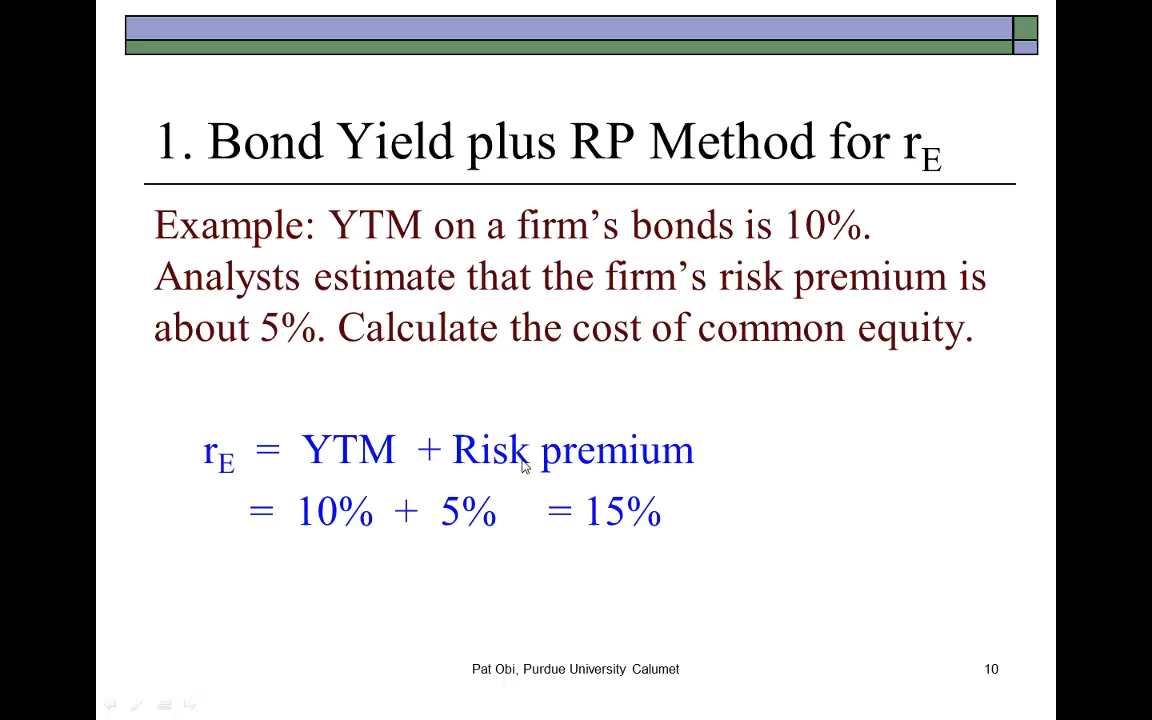 1. Bond Yield plus RP Method for rE
Example: YTM on a firm’s bonds is 10%.
Analysts estimate that the firm’s risk premium is
about 5%. Calculate the cost of common equity.
rE = YTM + Risk premium
= 10% + 5% = 15%
Pat Obi, Purdue University Calumet
10